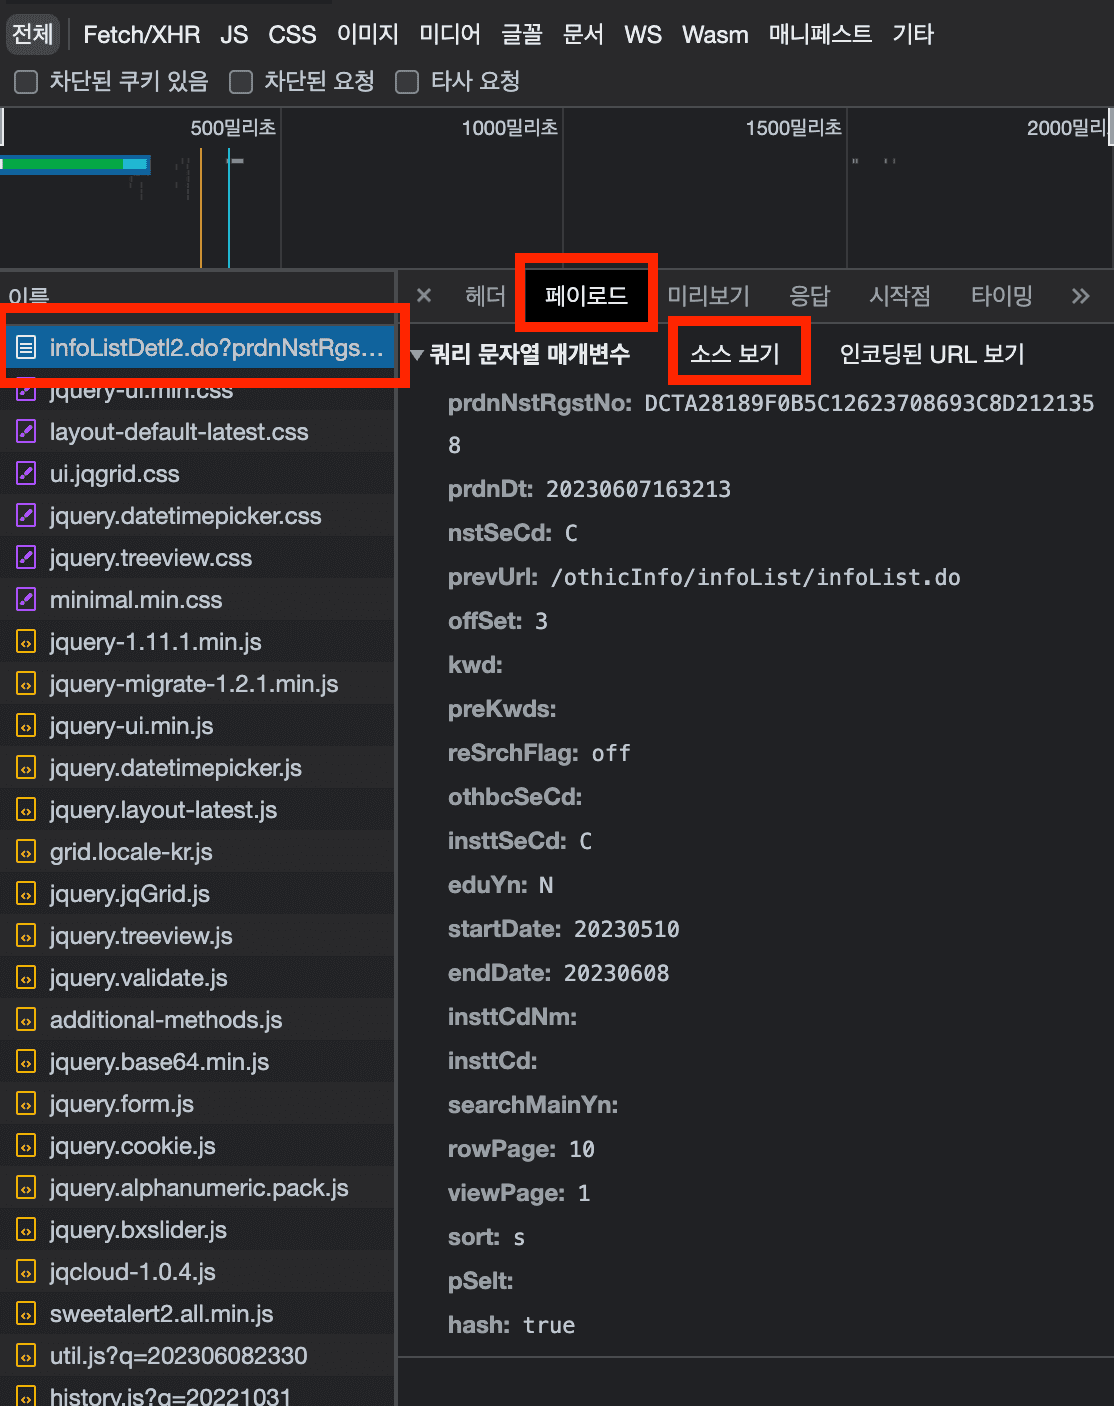 전체 Fetch/XHR JS CSS 이미지 미디어 글꼴 문서 WS Wasm 매니페스트 기타
차단된 쿠키 있음 차단된 요청 타사 요청
500밀리초 1000밀리초 1500밀리초 2000밀리
이름
infoListDetl2.do?prdnNstRgs...
jquery-ui.min.css
layout-default-latest.css
ui.jqgrid.css
jquery.datetimepicker.css
jquery.treeview.css
minimal.min.css
jquery-1.11.1.min.js
jquery-migrate-1.2.1.min.js
jquery-ui.min.js
jquery.datetimepicker.js
jquery.layout-latest.js
grid.locale-kr.js
jquery.jqGrid.js
jquery.treeview.js
jquery.validate.js
additional-methods.js
jquery.base64.min.js
jquery.form.js
jquery.cookie.js
jquery.alphanumeric.pack.js
jquery.bxslider.js
jqcloud-1.0.4.js
sweetalert2.all.min.js
util.js?q=202306082330
history.js?q=20221031
× 헤더 페이로드 미리보기 응답 시작점 타이밍 »
▼쿼리 문자열 매개변수 소스 보기 인코딩된 URL 보기
prdnNstRgstNo: DCTA28189F0B5C12623708693C8D212135
8
prdnDt: 20230607163213
nstSeCd: C
prevUrl: /othicInfo/infoList/infoList.do
offSet: 3
kwd:
preKwds:
reSrchFlag: off
othbcSeCd:
insttSeCd: C
eduYn: N
startDate: 20230510
endDate: 20230608
insttCdNm:
insttCd:
searchMainYn:
rowPage: 10
viewPage: 1
sort: s
pSelt:
hash: true